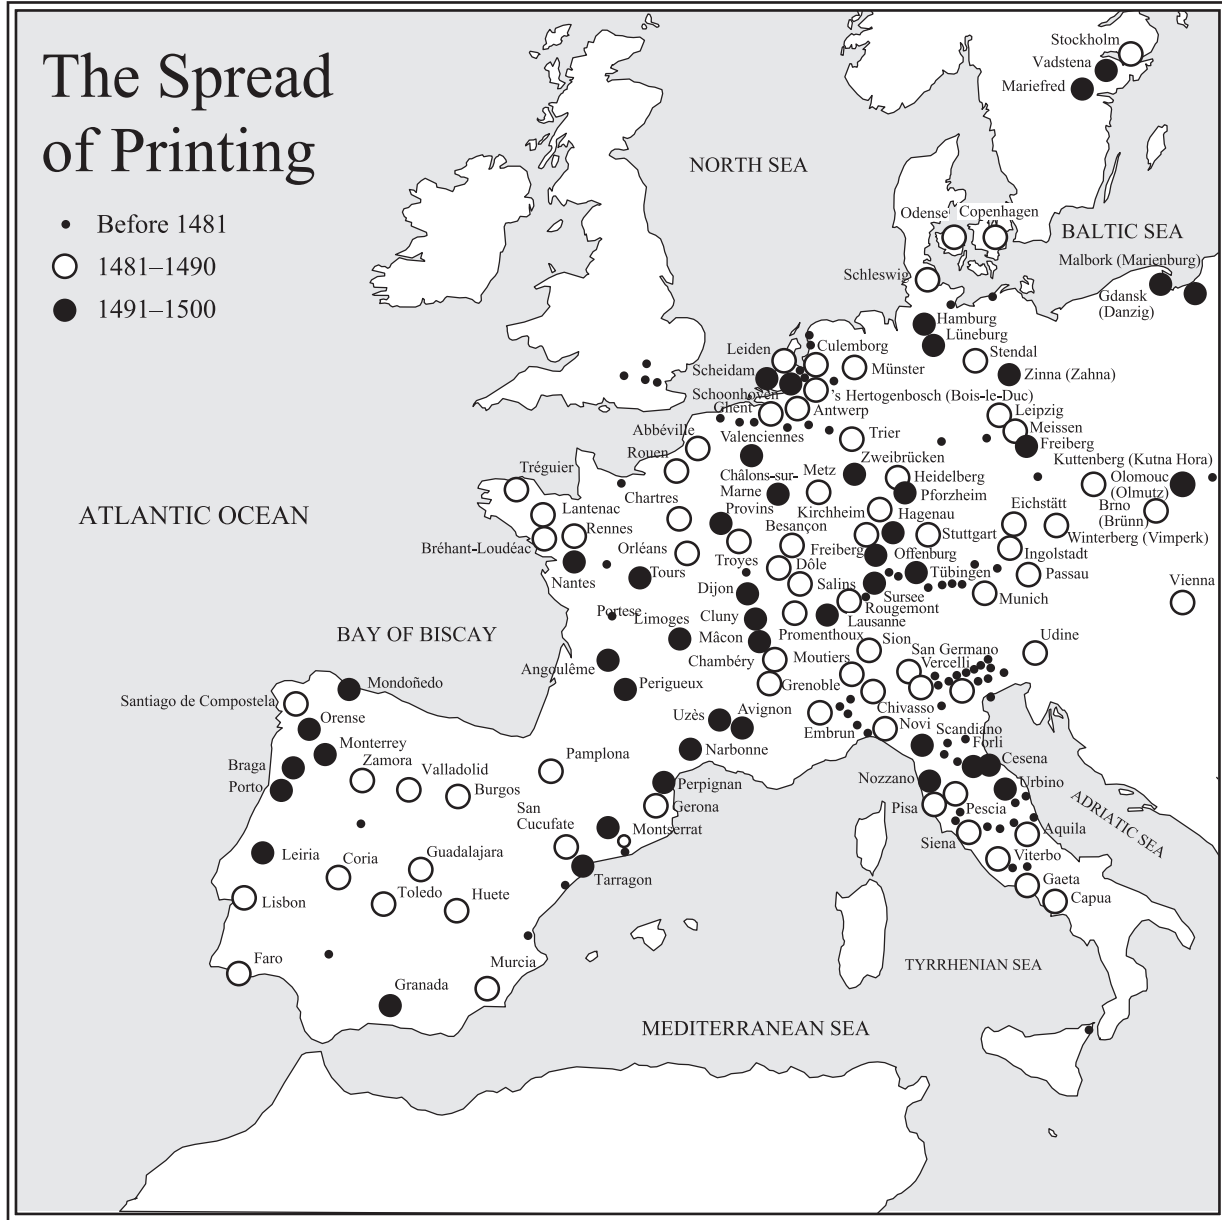 The Spread
of Printing
Before 1481
1481–1490
1491–1500
Stockholm
Vadstena
Mariefred
NORTH SEA
Odense
Copenhagen
BALTIC SEA
Malbork (Marienburg)
Schleswig
Gdansk
(Danzig)
Hamburg
Lüneburg
Leiden
Culemborg
Stendal
Scheidam
Münster
Zinna (Zahna)
Schoonhoven
's Hertogenbosch (Bois-le-Duc)
Ghent
Antwerp
Leipzig
Meissen
Abbéville
Valenciennes
Trier
Freiberg
Rouen
Châlons-sur-
Marne
Metz
Zweibrücken
Kuttenberg (Kutna Hora)
Tréguier
Heidelberg
Olomouc
(Olmutz)
Chartres
Pforzheim
Lantenac
Provins
Kirchheim
Hagenau
Eichstätt
Brno
(Brünn)
ATLANTIC OCEAN
Rennes
Besançon
Stuttgart
Winterberg (Vimperk)
Bréhant-Loudéac
Orléans
Troyes
Freiberg
Offenburg
Ingolstadt
Dôle
Nantes
Tours
Salins
Tübingen
Passau
Vienna
Dijon
Sursee
Munich
Portese
Limoges
Cluny
Rougemont
Lausanne
BAY OF BISCAY
Mâcon
Promenthoux
Sion
Udine
Chambéry
Moutiers
San Germano
Vercelli
Angoulême
Mondoñedo
Perigueux
Grenoble
Santiago de Compostela
Chivasso
Orense
Uzès
Avignon
Embrun
Novi
Scandiano
Forli
Monterrey
Narbonne
Cesena
Zamora
Pamplona
Braga
Valladolid
Perpignan
Nozzano
Urbino
Porto
Burgos
Gerona
Pisa
Pescia
ADRIATIC SEA
San
Cucufate
Montserrat
Siena
Aquila
Leiria
Coria
Guadalajara
Viterbo
Tarragon
Gaeta
Lisbon
Toledo
Huete
Capua
Faro
Murcia
TYRRHENIAN SEA
Granada
MEDITERRANEAN SEA